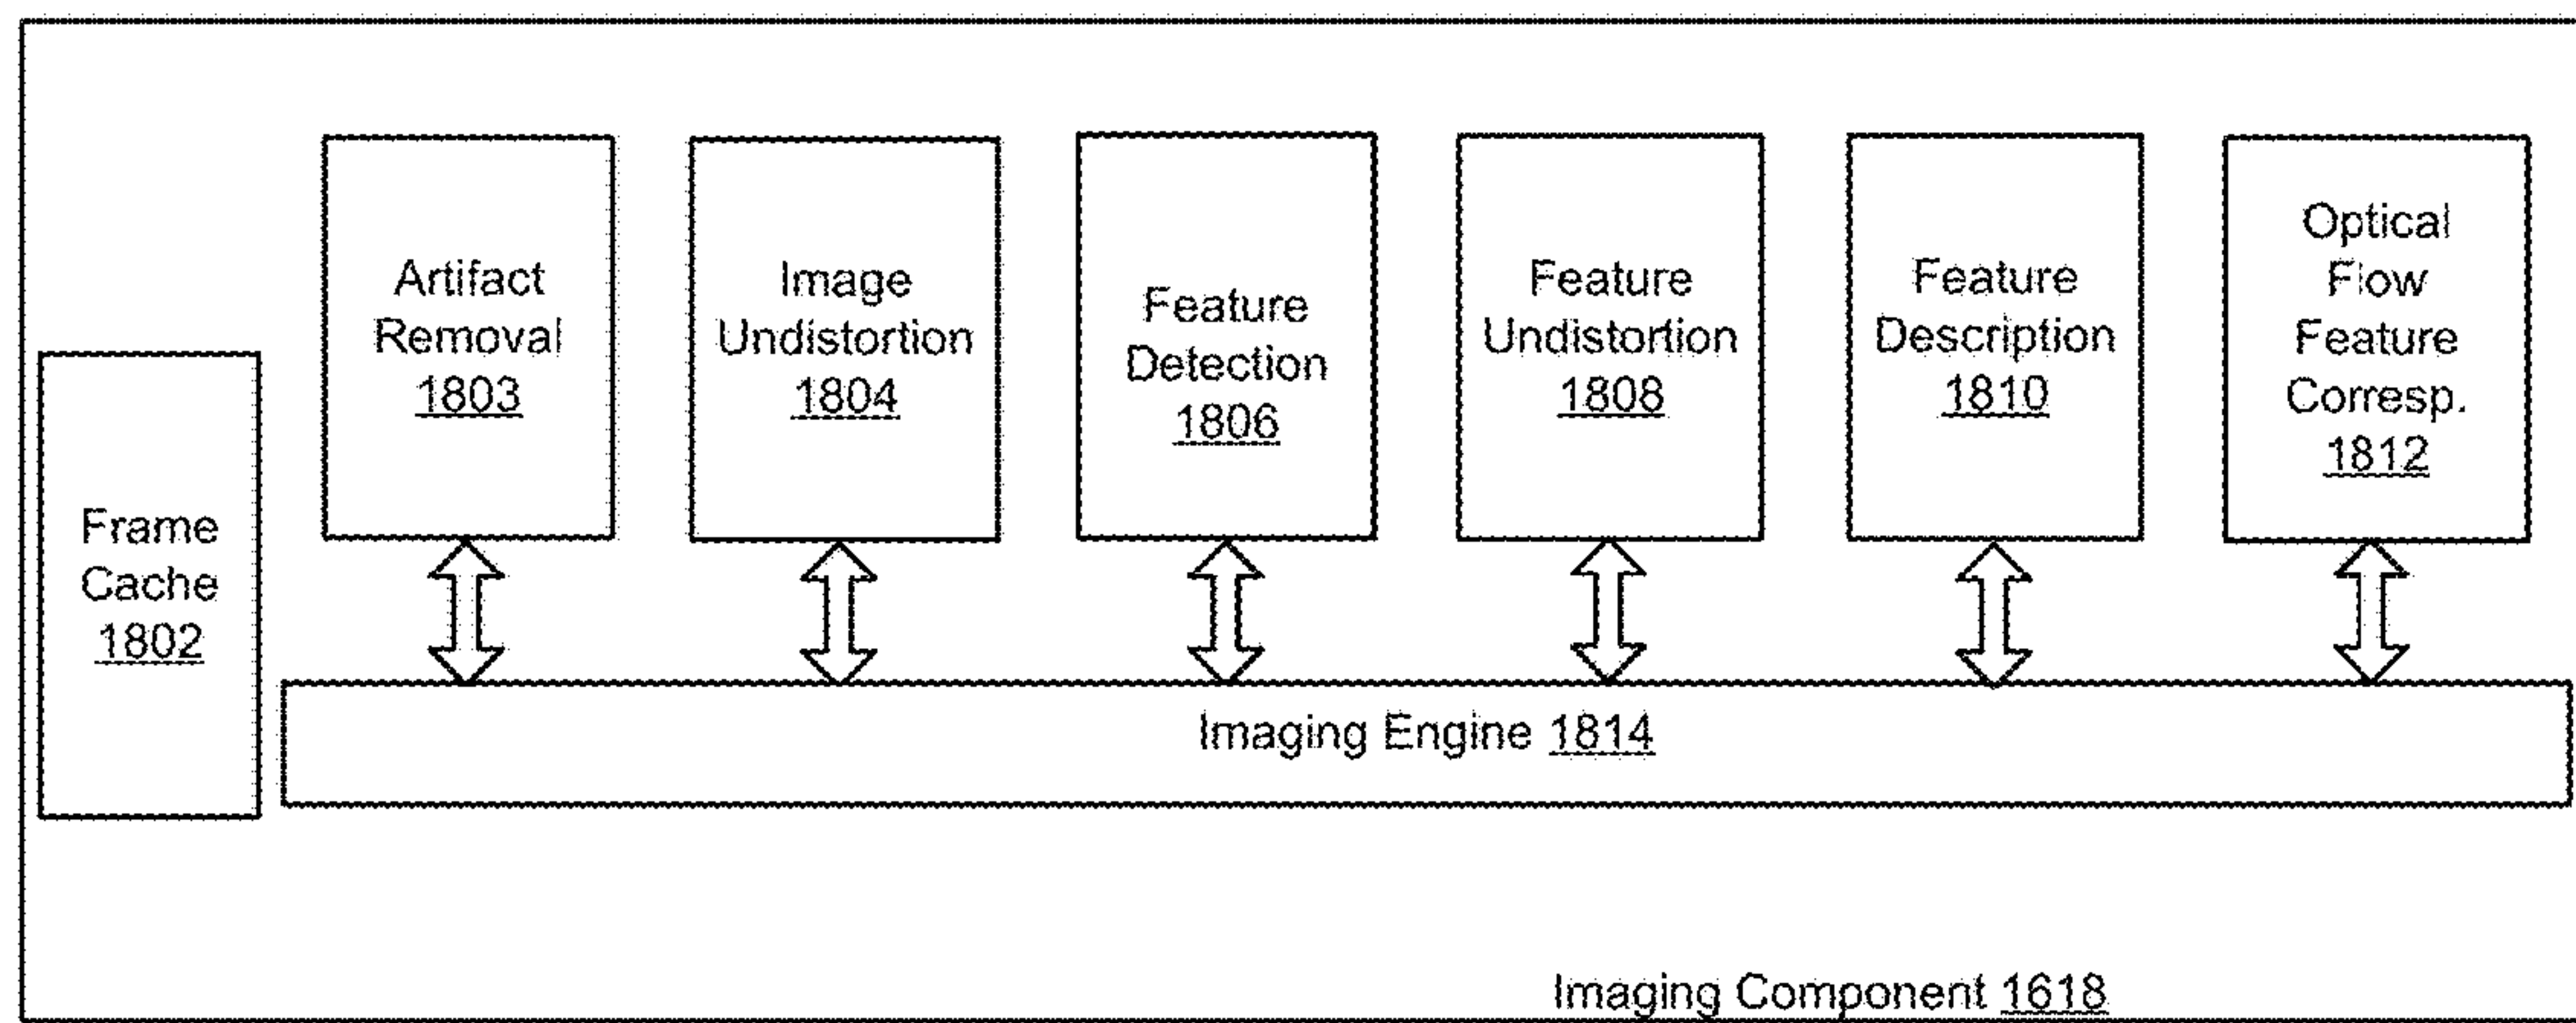 Artifact
Removal
1803
Image
Undistortion
1804
Feature
Detection
1806
Feature
Undistortion
1808
Feature
Description
1810
Optical
Flow
Feature
Corresp.
1812
Frame
Cache
1802
Imaging Engine 1814
Imaging Component 1618